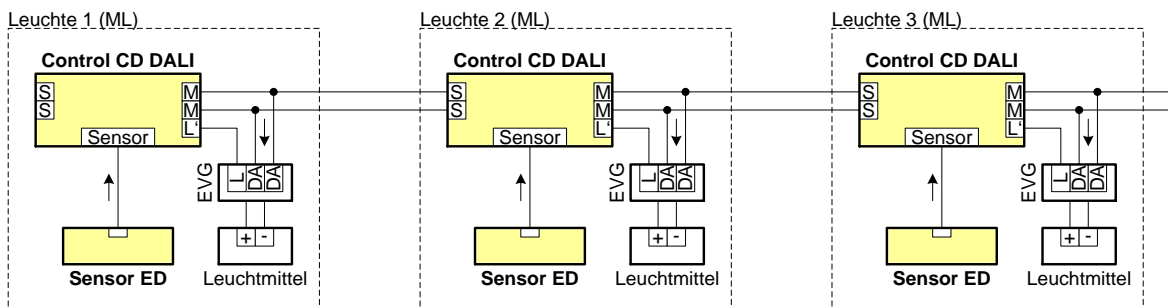 Leuchte 1 (ML)
Leuchte 2 (ML)
Leuchte 3 (ML)
Control CD DALI
Control CD DALI
Control CD DALI
S
M
S
M
S
M
S
M
S
M
S
M
L'
L'
L'
Sensor
Sensor
Sensor
EVG
L
DA
DA
EVG
L
DA
DA
EVG
L
DA
DA
+ -
+ -
+ -
Sensor ED
Leuchtmittel
Sensor ED
Leuchtmittel
Sensor ED
Leuchtmittel